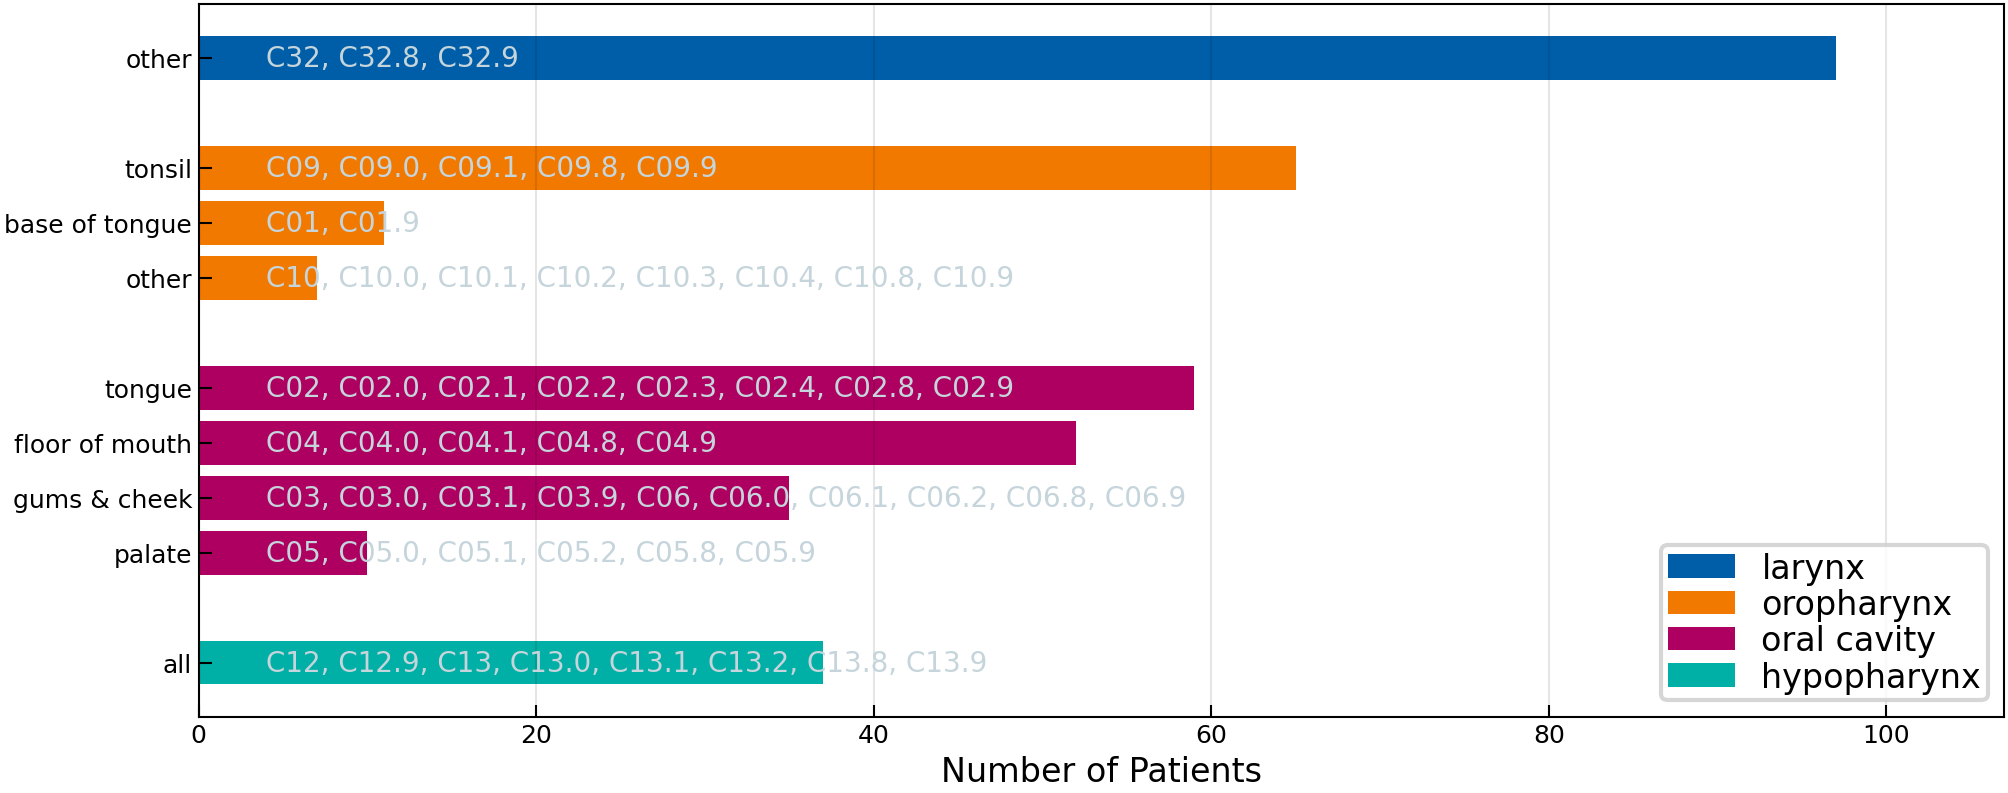 other
C32, C32.8, C32.9
tonsil
C09, C09.0, C09.1, C09.8, C09.9
base of tongue
C01, C01.9
other
C10, C10.0, C10.1, C10.2, C10.3, C10.4, C10.8, C10.9
tongue
C02, C02.0, C02.1, C02.2, C02.3, C02.4, C02.8, C02.9
floor of mouth
C04, C04.0, C04.1, C04.8, C04.9
gums & cheek
C03, C03.0, C03.1, C03.9, C06, C06.0, C06.1, C06.2, C06.8, C06.9
palate
C05, C05.0, C05.1, C05.2, C05.8, C05.9
all
C12, C12.9, C13, C13.0, C13.1, C13.2, C13.8, C13.9
larynx
oropharynx
oral cavity
hypopharynx
0 20 40 60 80 100
Number of Patients